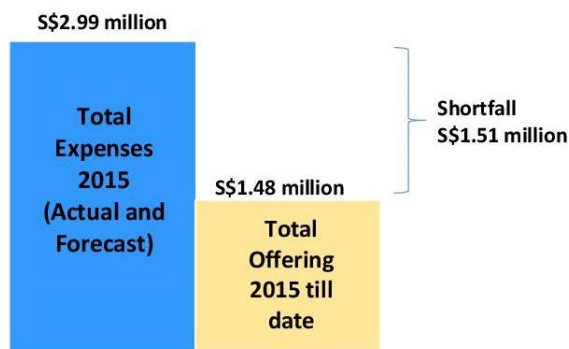 S$2.99 million
Total
Expenses
2015
(Actual and
Forecast)
Shortfall
S$1.51 million
S$1.48 million
Total
Offering
2015 till
date